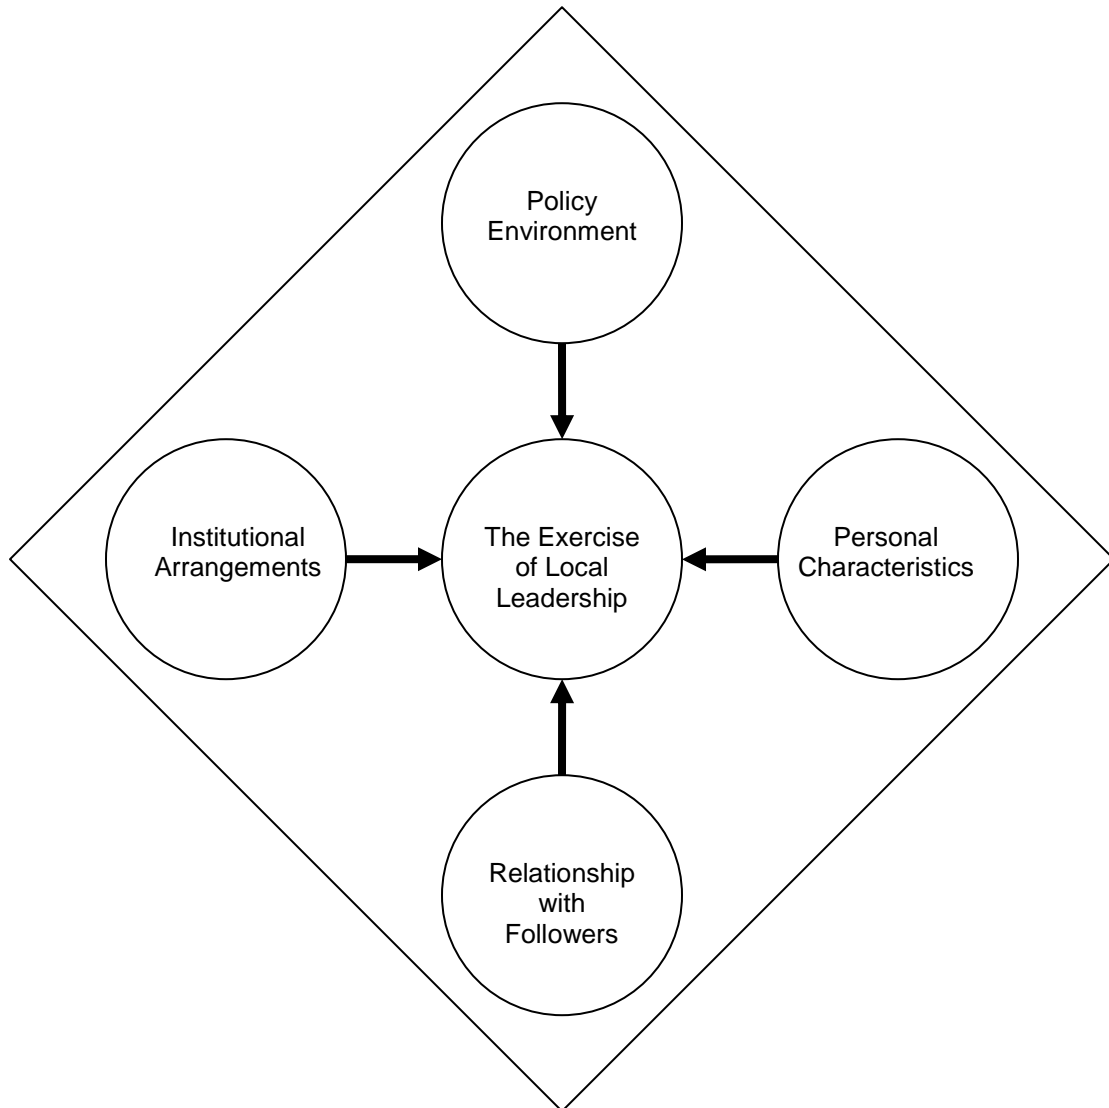 Policy
Environment
Institutional
Arrangements
The Exercise
of Local
Leadership
Personal
Characteristics
Relationship
with
Followers